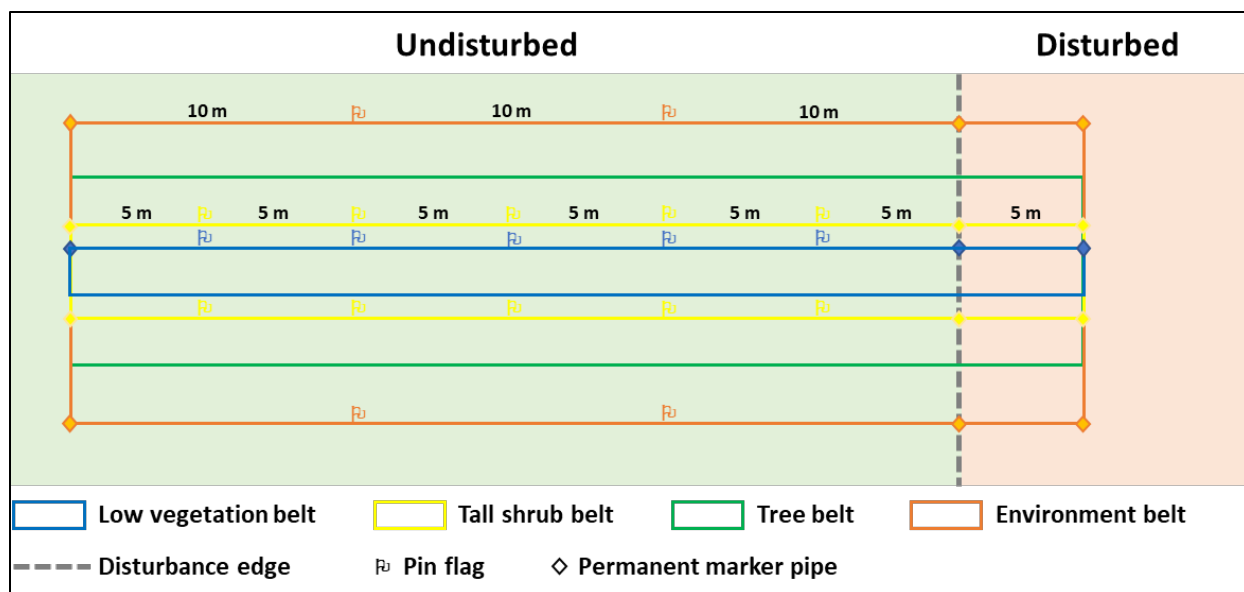 Undisturbed Disturbed
10 m 10 m 10 m
5 m 5 m 5 m 5 m 5 m 5 m 5 m
Low vegetation belt Tall shrub belt Tree belt Environment belt
Disturbance edge Pin flag Permanent marker pipe